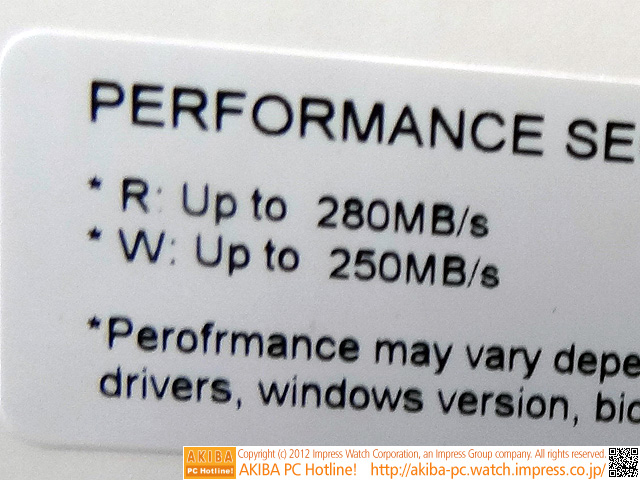 PERFORMANCE SE
* R: Up to 280MB/s
* W: Up to 250MB/s
*Perofrmance may vary depe
drivers, windows version, bio
AKIBA PC Hotline!
Copyright (c) 2012 Impress Watch Corporation, an Impress Group company. All rights reserved.
AKIBA PC Hotline! http://akiba-pc.watch.impress.co.jp/